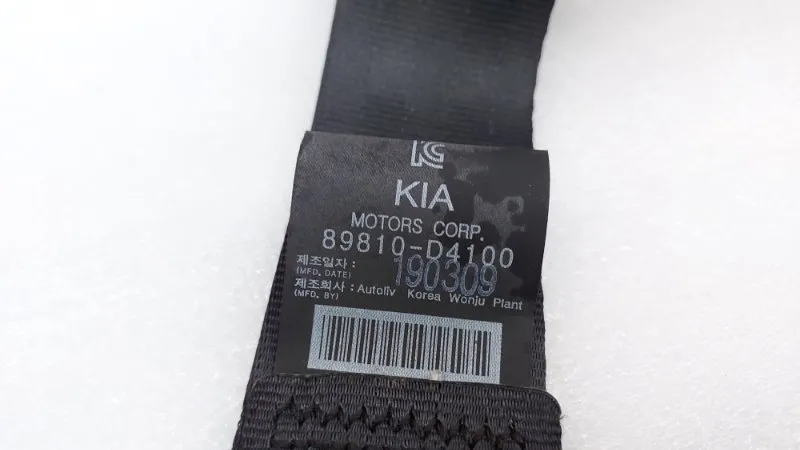 KC
KIA
MOTORS CORP.
89810-D4100
제조일자 : 190309
(MFD. DATE)
제조회사 : Autoliv Korea Wonju Plant
(MFD. BY)